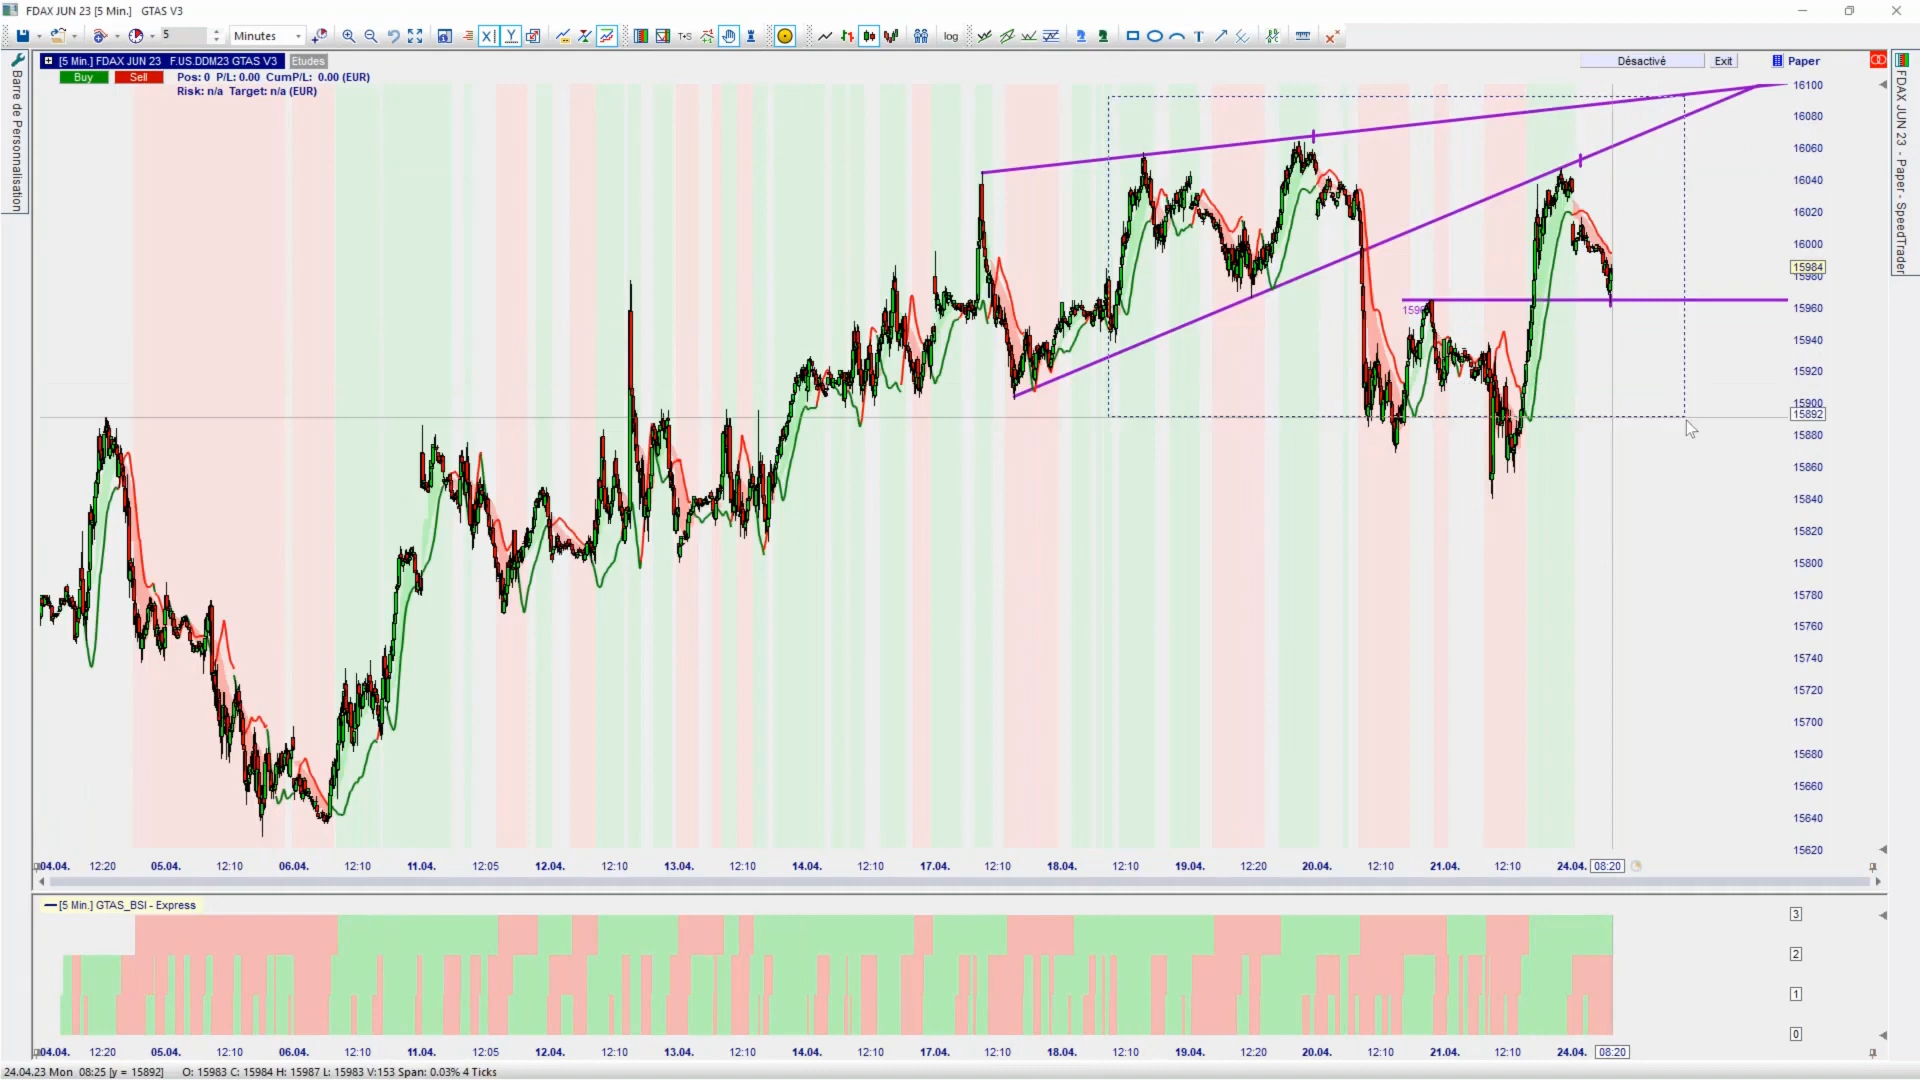 FDAX JUN 23 [5 Min.] GTAS V3
5 Minutes T+S log
[5 Min.] FDAX JUN 23 F.US.DDM23 GTAS V3 Etudes Désactivé Exit Paper
Buy Sell Pos: 0 P/L: 0.00 CumP/L: 0.00 (EUR)
Risk: n/a Target: n/a (EUR)
Barre de Personnalisation
FDAX JUN 23 - Paper - SpeedTrader
16100
16080
16060
16040
16020
16000
15984
15980
15960
15940
15920
15900
15892
15880
15860
15840
15820
15800
15780
15760
15740
15720
15700
15680
15660
15640
15620
04.04. 12:20 05.04. 12:10 06.04. 12:10 11.04. 12:05 12.04. 12:10 13.04. 12:10 14.04. 12:10 17.04. 12:10 18.04. 12:10 19.04. 12:20 20.04. 12:10 21.04. 12:10 24.04. 08:20
[5 Min.] GTAS_BSI - Express
3
2
1
0
04.04. 12:20 05.04. 12:10 06.04. 12:10 11.04. 12:05 12.04. 12:10 13.04. 12:10 14.04. 12:10 17.04. 12:10 18.04. 12:10 19.04. 12:20 20.04. 12:10 21.04. 12:10 24.04. 08:20
24.04.23 Mon 08:25 [y = 15892] O: 15983 C: 15984 H: 15987 L: 15983 V:153 Span: 0.03% 4 Ticks